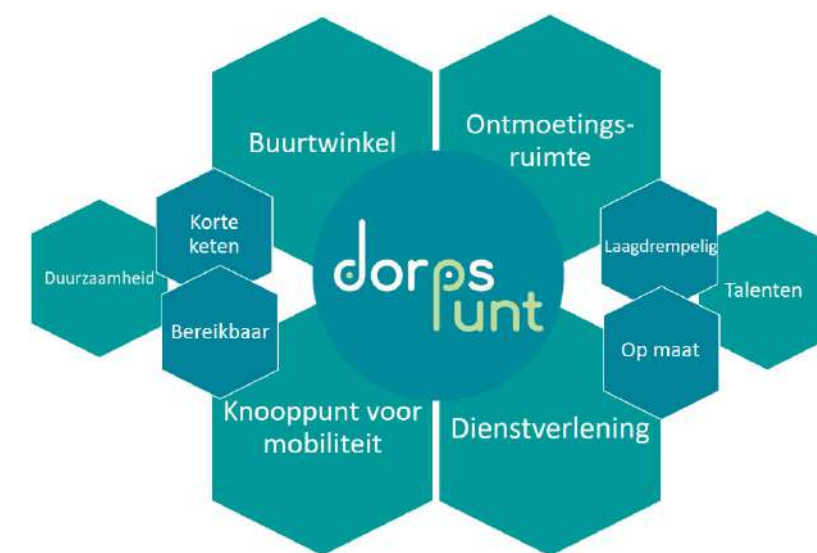 Buurtwinkel
Ontmoetings-
ruimte
Korte
keten
Duurzaamheid
Bereikbaar
dorps
punt
Laagdrempelig
Talenten
Op maat
Knooppunt voor
mobiliteit
Dienstverlening